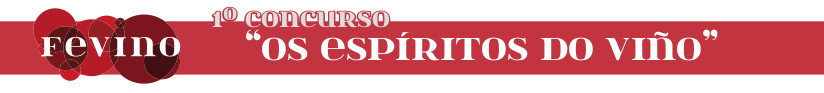 1º CONCURSO
FEVINO
“OS ESPÍRITOS DO VIÑO”